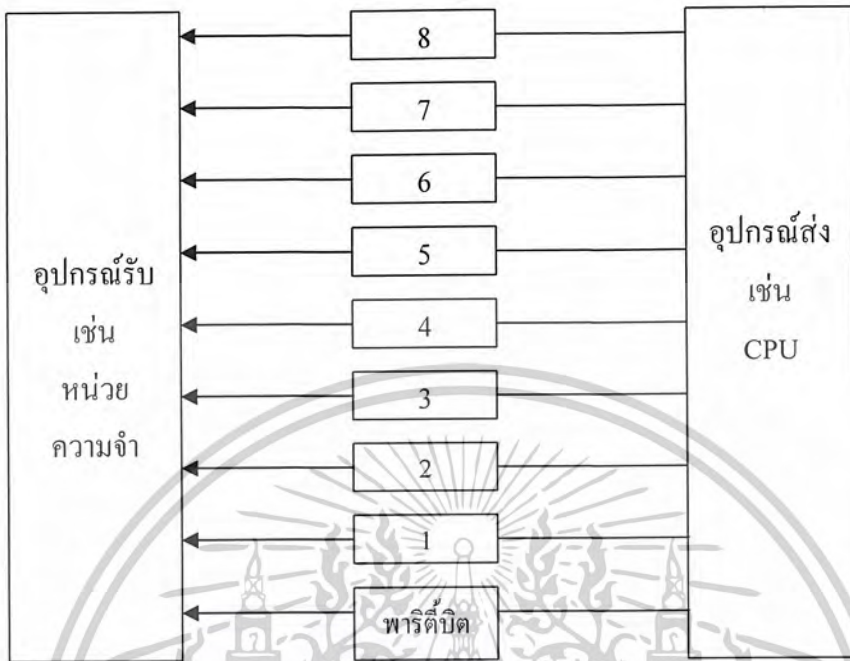 อุปกรณ์รับ
เช่น
หน่วย
ความจำ
8
7
6
5
4
3
2
1
พาริตี้บิต
อุปกรณ์ส่ง
เช่น
CPU